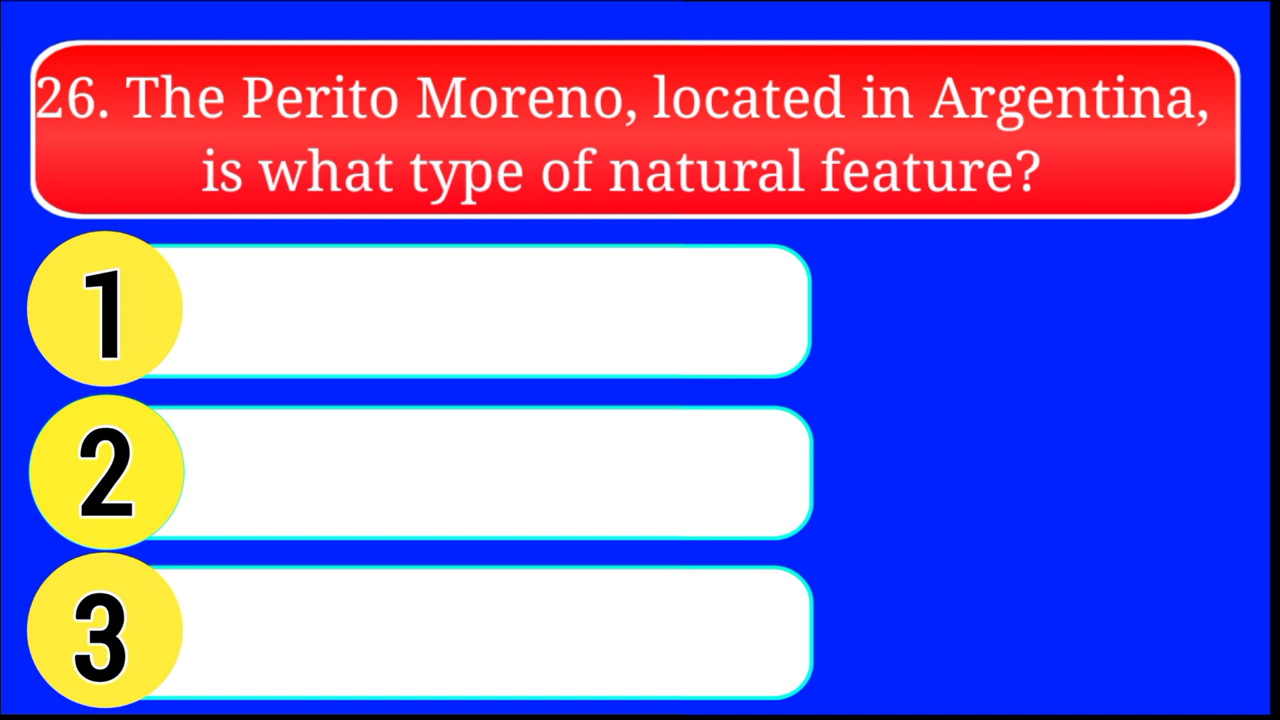 26. The Perito Moreno, located in Argentina,
is what type of natural feature?
1
2
3